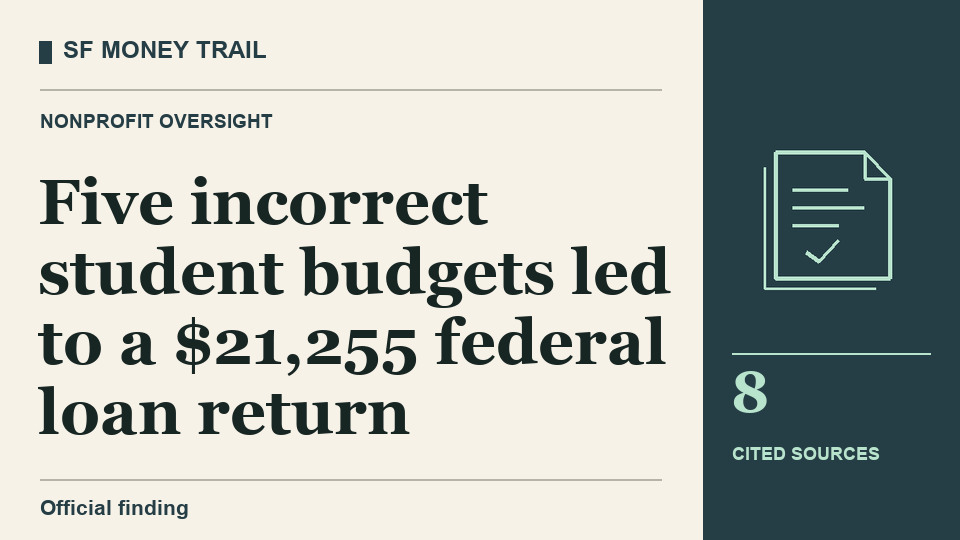 SF MONEY TRAIL
NONPROFIT OVERSIGHT
Five incorrect
student budgets led
to a $21,255 federal
loan return
Official finding
8
CITED SOURCES